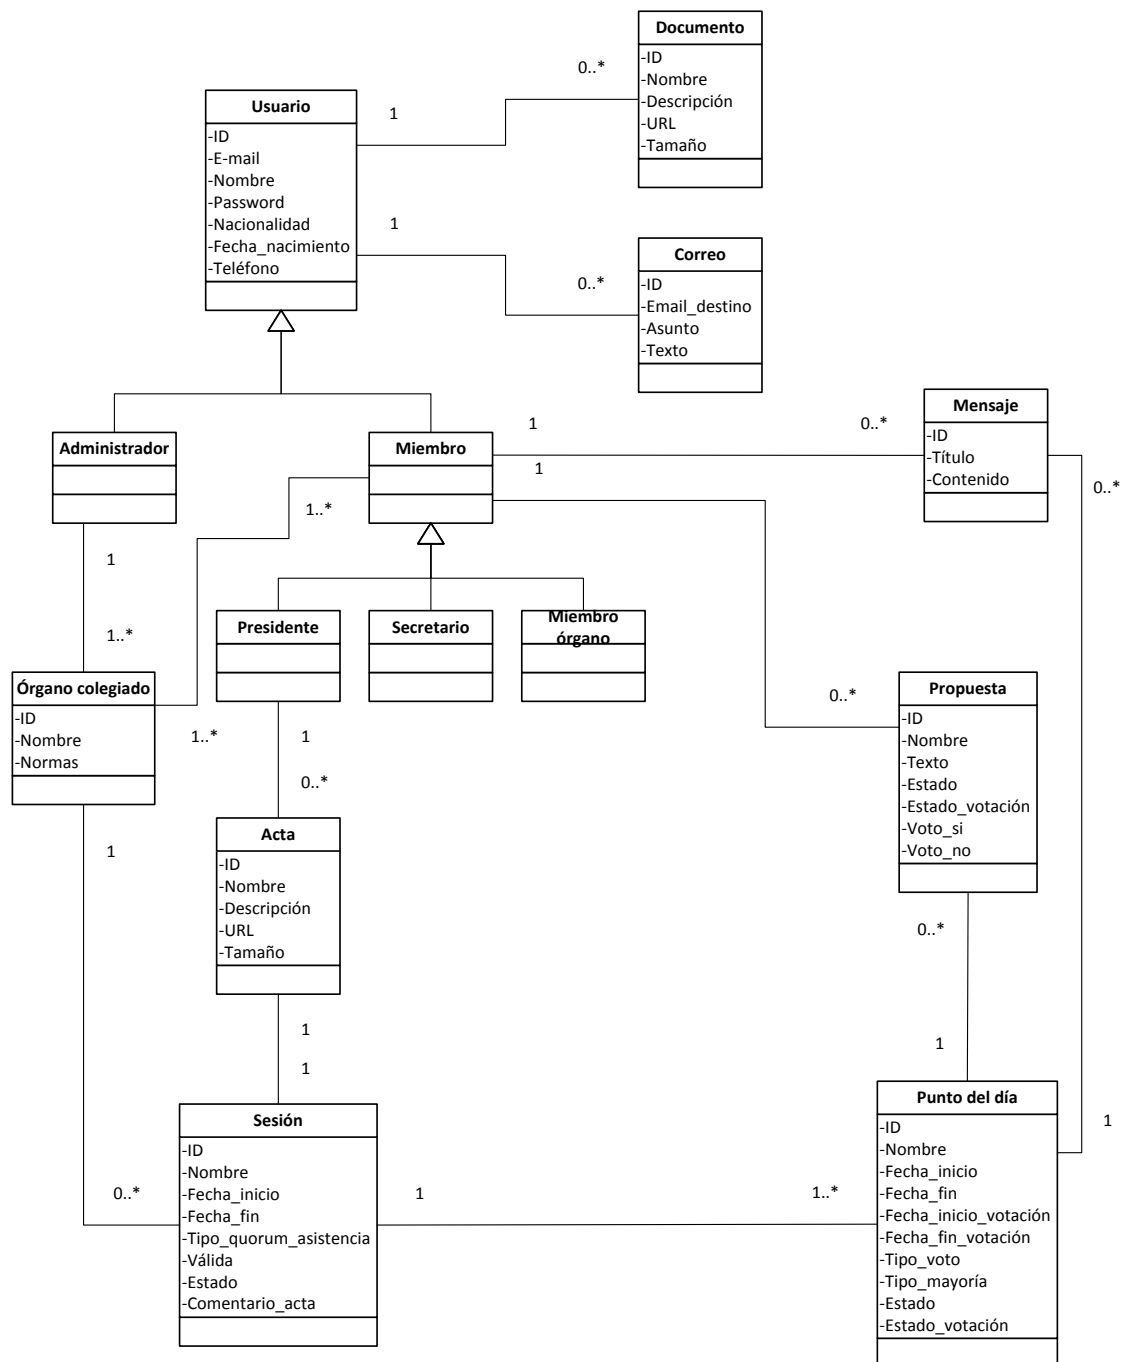 Documento
-ID
-Nombre
-Descripción
-URL
-Tamaño
0..*
1
Usuario
-ID
-E-mail
-Nombre
-Password
-Nacionalidad
-Fecha_nacimiento
-Teléfono
1
0..*
Correo
-ID
-Email_destino
-Asunto
-Texto
Administrador
Miembro
1
0..*
1
Mensaje
-ID
-Título
-Contenido
0..*
1..*
1
1..*
Presidente
Secretario
Miembro
órgano
Órgano colegiado
-ID
-Nombre
-Normas
1..*
1
0..*
0..*
Propuesta
-ID
-Nombre
-Texto
-Estado
-Estado_votación
-Voto_si
-Voto_no
1
Acta
-ID
-Nombre
-Descripción
-URL
-Tamaño
0..*
1
1
1
1
Sesión
-ID
-Nombre
-Fecha_inicio
-Fecha_fin
-Tipo_quorum_asistencia
-Válida
-Estado
-Comentario_acta
0..*
1
1..*
Punto del día
-ID
-Nombre
-Fecha_inicio
-Fecha_fin
-Fecha_inicio_votación
-Fecha_fin_votación
-Tipo_voto
-Tipo_mayoría
-Estado
-Estado_votación